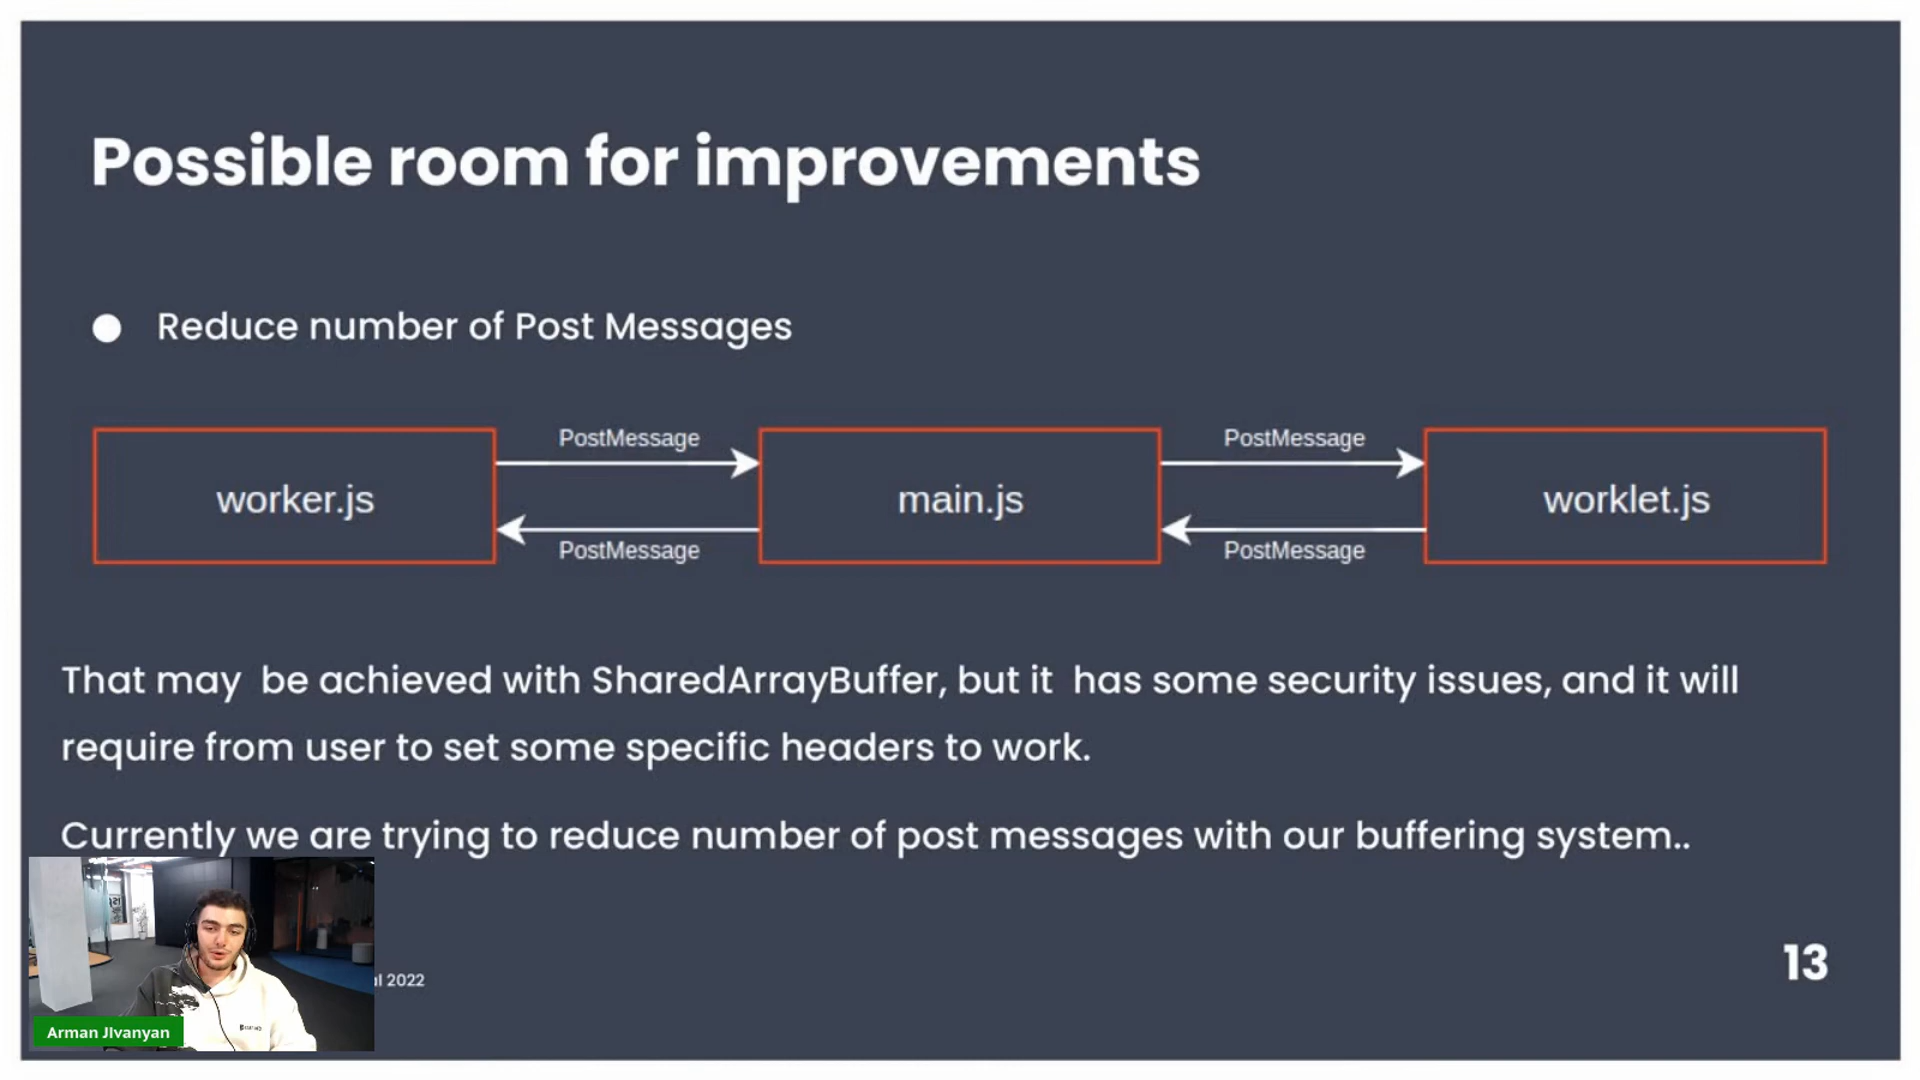 Possible room for improvements
Reduce number of Post Messages
PostMessage
PostMessage
worker.js
main.js
worklet.js
PostMessage
PostMessage
That may  be achieved with SharedArrayBuffer, but it  has some security issues, and it will
require from user to set some specific headers to work.
Currently we are trying to reduce number of post messages with our buffering system..
2022
13
Arman JIvanyan